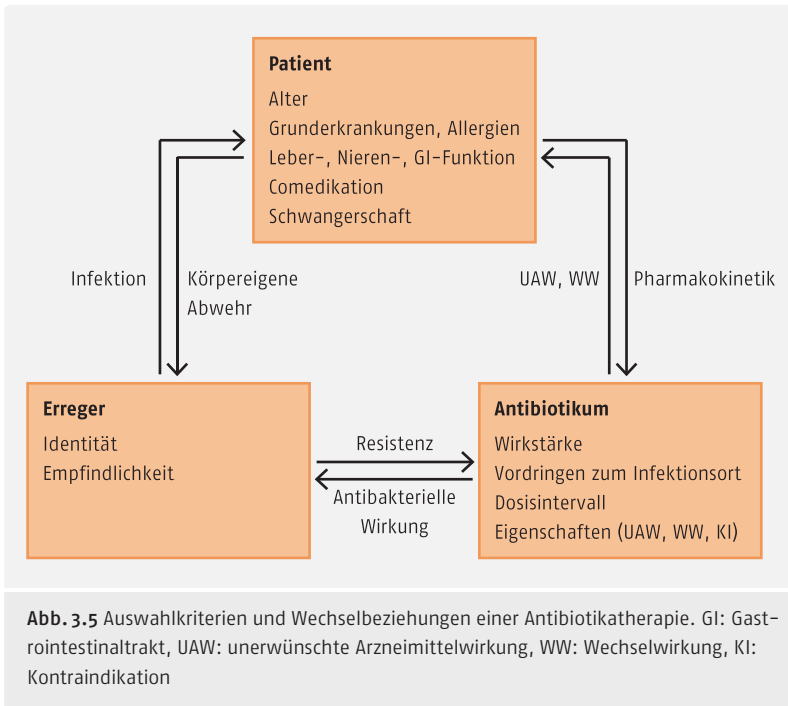 Patient
Alter
Grunderkrankungen, Allergien
Leber-, Nieren-, GI-Funktion
Comedikation
Schwangerschaft
Infektion
Körpereigene
Abwehr
UAW, WW
Pharmakokinetik
Erreger
Identität
Empfindlichkeit
Resistenz
Antibakterielle
Wirkung
Antibiotikum
Wirkstärke
Vordringen zum Infektionsort
Dosisintervall
Eigenschaften (UAW, WW, KI)
Abb. 3.5 Auswahlkriterien und Wechselbeziehungen einer Antibiotikatherapie. GI: Gast-
rointestinaltrakt, UAW: unerwünschte Arzneimittelwirkung, WW: Wechselwirkung, KI:
Kontraindikation